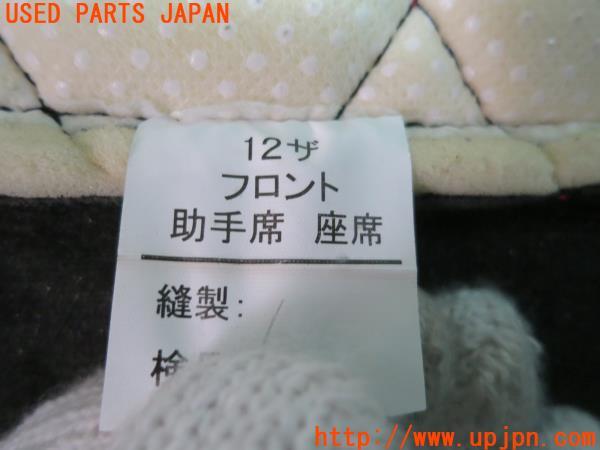 USED PARTS JAPAN
12ザ
フロント
助手席 座席
縫製:
検
http://www.upjpn.com